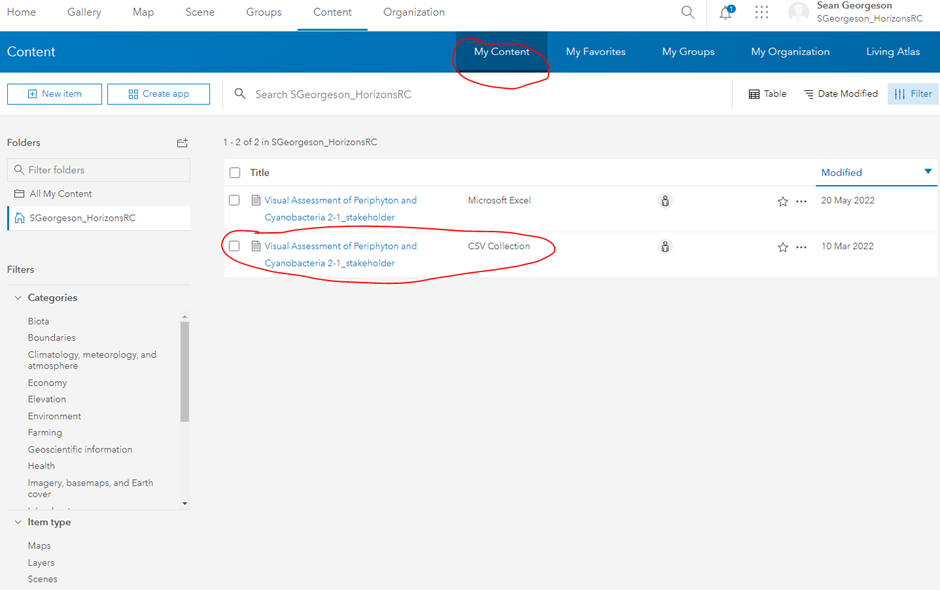 Home Gallery Map Scene Groups Content Organization
1
Sean Georgeson
SGeorgeson_HorizonsRC
Content
My Content My Favorites My Groups My Organization Living Atlas
New item Create app Search SGeorgeson_HorizonsRC Table Date Modified Filter
Folders
Filter folders
All My Content
SGeorgeson_HorizonsRC
1 - 2 of 2 in SGeorgeson_HorizonsRC
Title Modified
Visual Assessment of Periphyton and Microsoft Excel 20 May 2022
Cyanobacteria 2-1_stakeholder
Visual Assessment of Periphyton and CSV Collection 10 Mar 2022
Cyanobacteria 2-1_stakeholder
Filters
Categories
Biota
Boundaries
Climatology, meteorology, and
atmosphere
Economy
Elevation
Environment
Farming
Geoscientific information
Health
Imagery, basemaps, and Earth
cover
Item type
Maps
Layers
Scenes